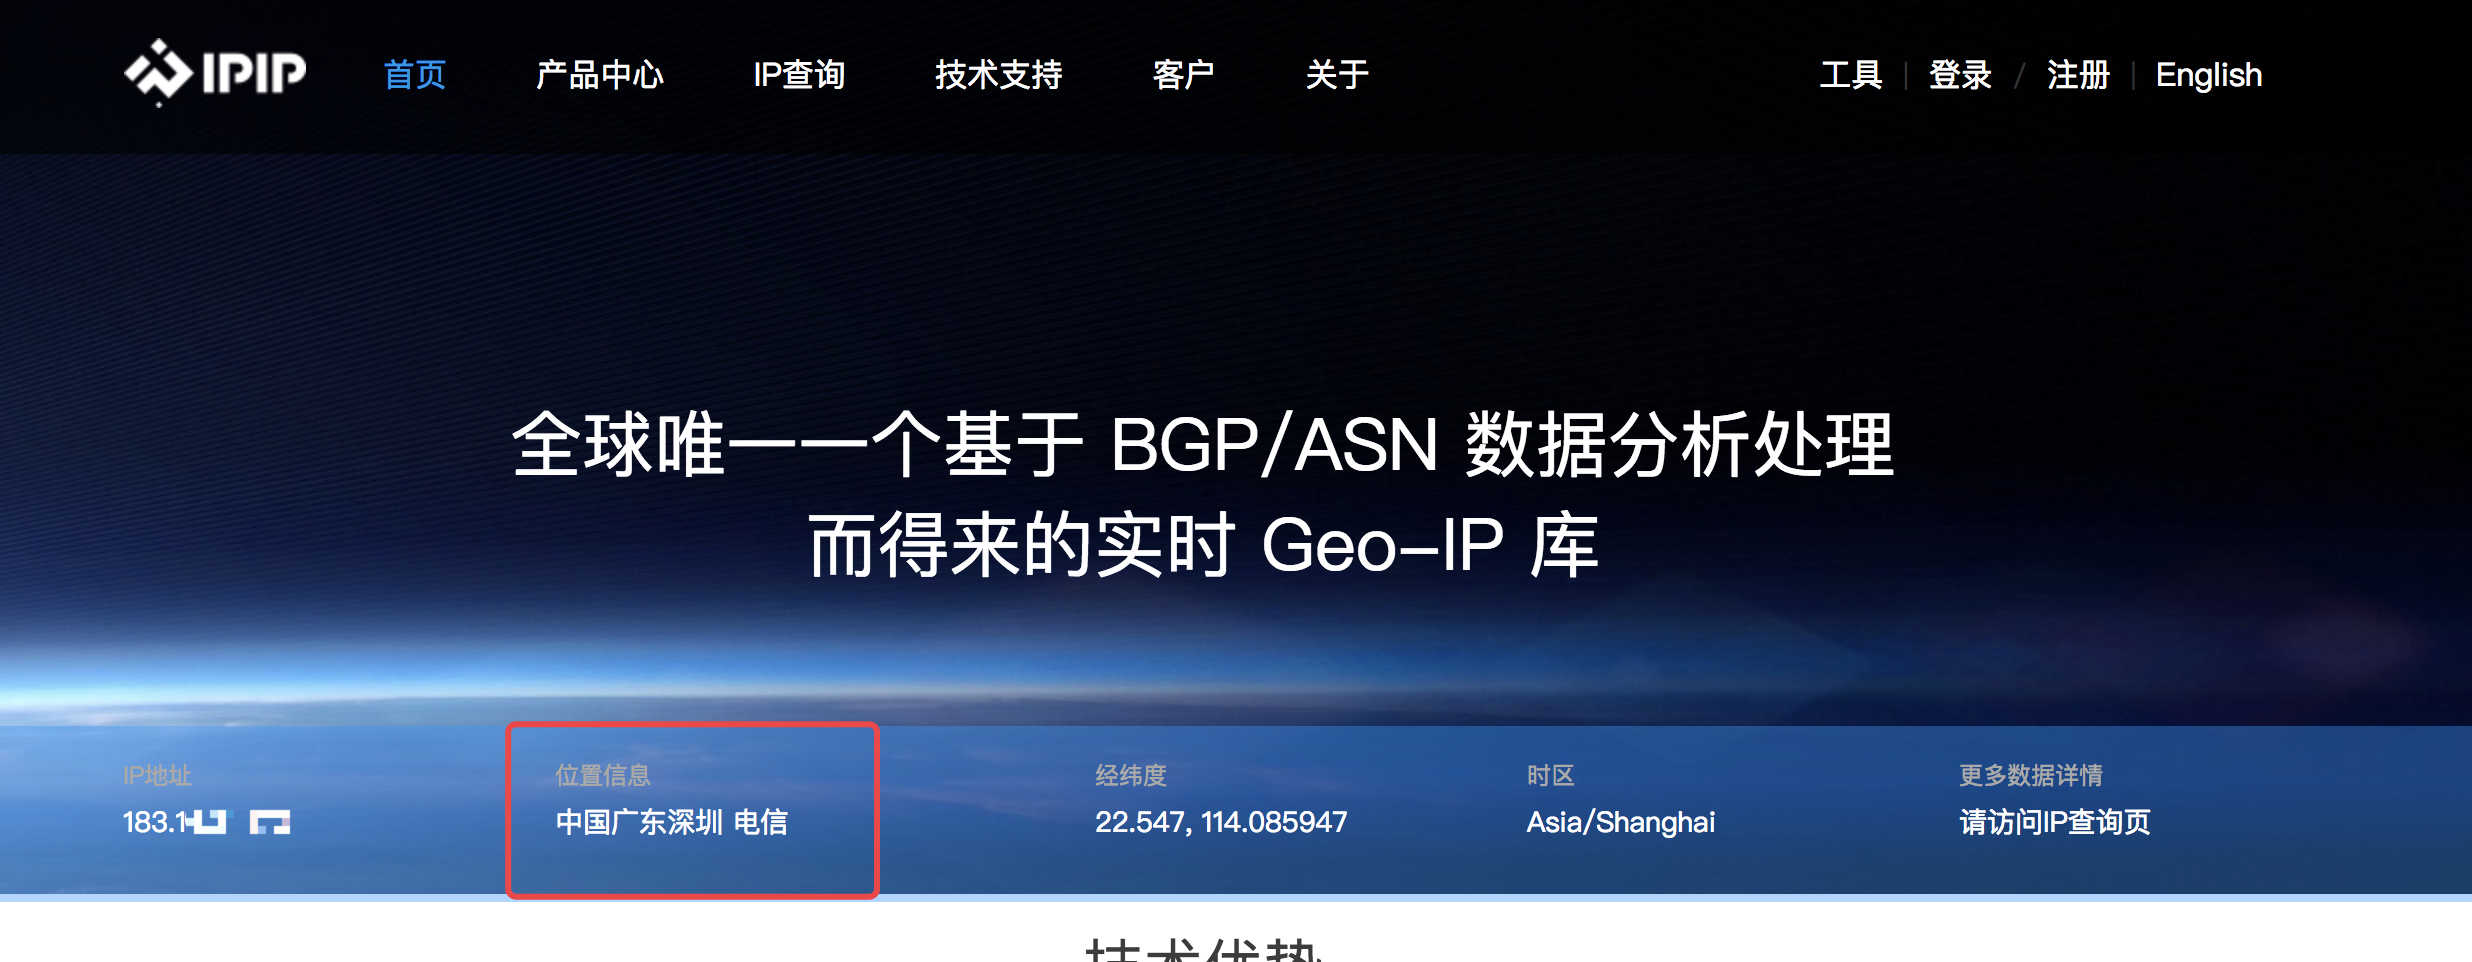 IPIP 首页 产品中心 IP查询 技术支持 客户 关于 工具 | 登录 / 注册 | English
全球唯一一个基于 BGP/ASN 数据分析处理
而得来的实时 Geo-IP 库
IP地址 位置信息 经纬度 时区 更多数据详情
183.1 中国广东深圳 电信 22.547, 114.085947 Asia/Shanghai 请访问IP查询页
技术优势